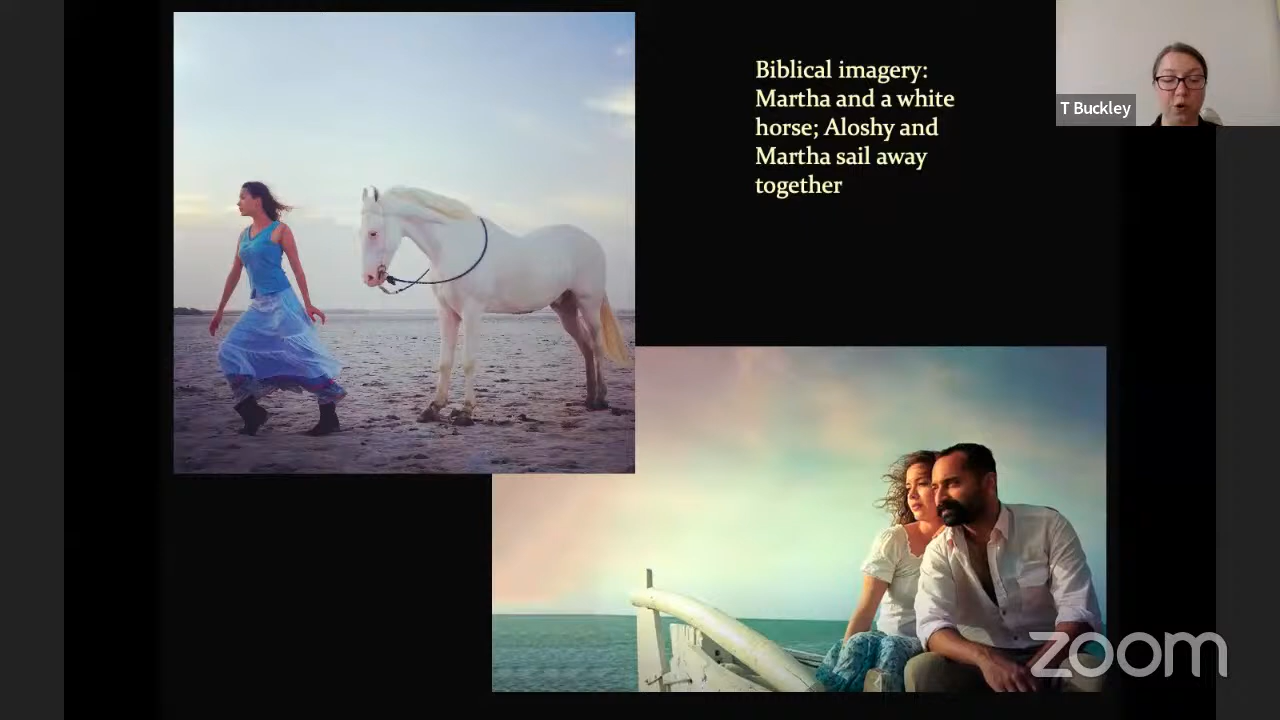 Biblical imagery:
Martha and a white
horse; Aloshy and
Martha sail away
together
T Buckley
zoom